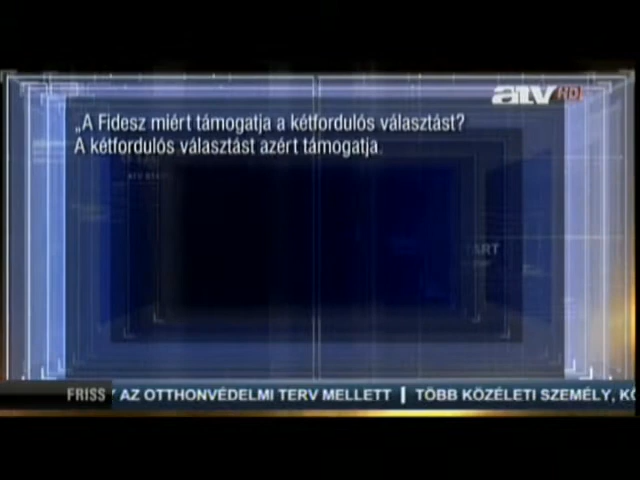 atv HD
„A Fidesz miért támogatja a kétfordulós választást?
A kétfordulós választást azért támogatja
START
FRISS
AZ OTTHONVÉDELMI TERV MELLETT | TÖBB KÖZÉLETI SZEMÉLY,